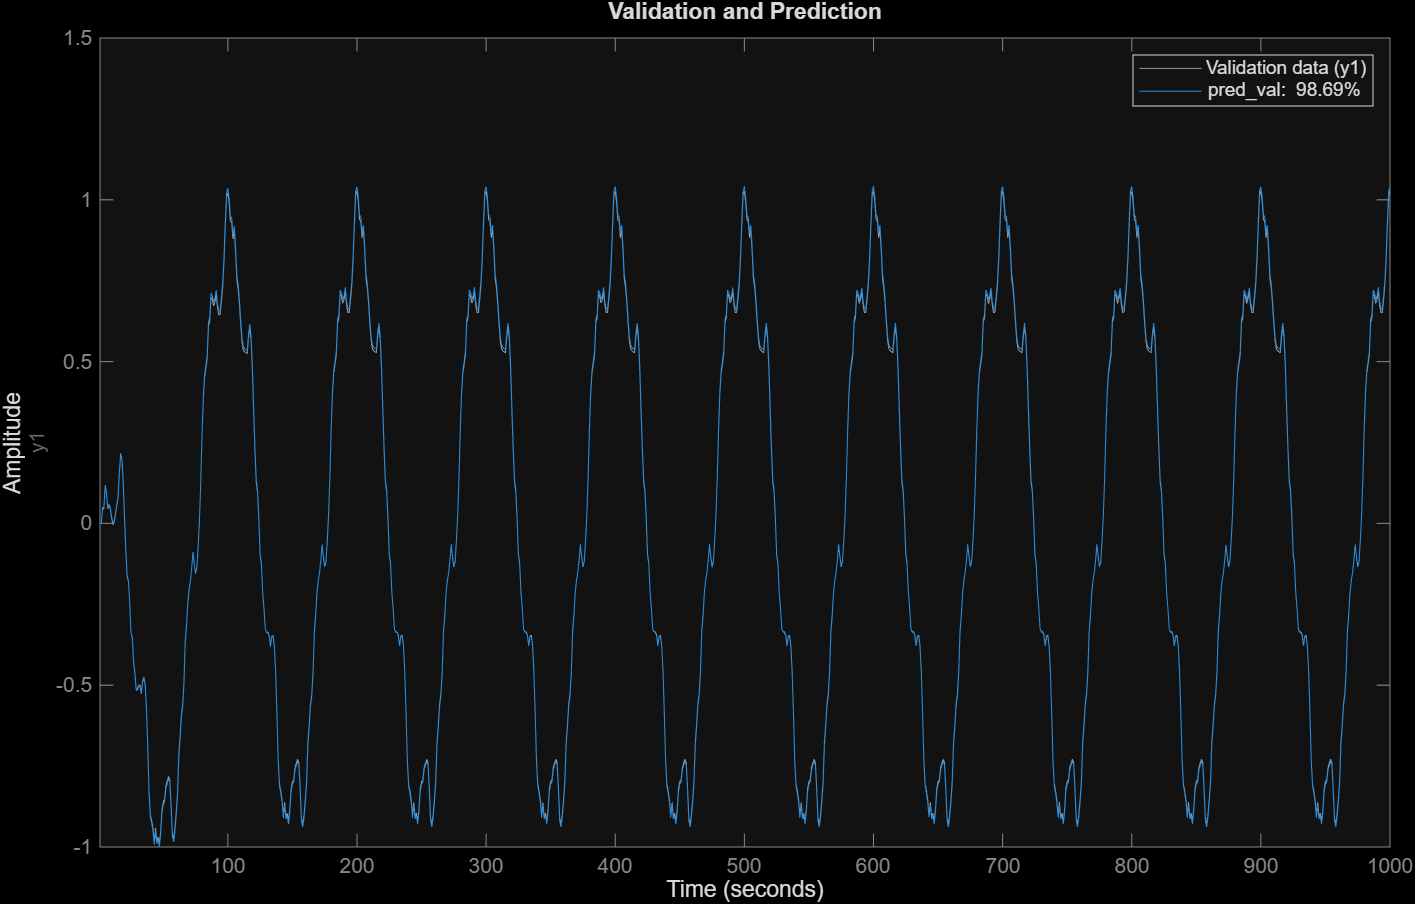 Validation and Prediction
1.5
Validation data (y1)
pred_val: 98.69%
1
0.5
Amplitude
y1
0
-0.5
-1
100 200 300 400 500 600 700 800 900 1000
Time (seconds)